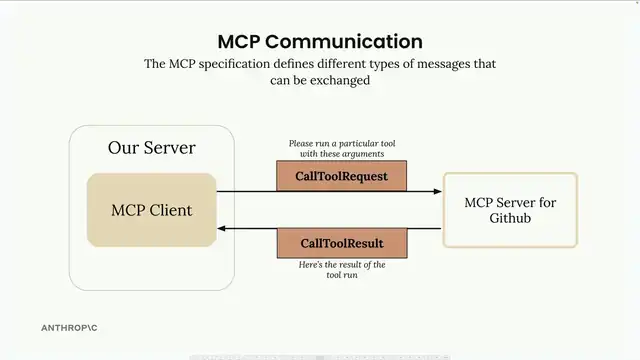 MCP Communication
The MCP specification defines different types of messages that
can be exchanged
Our Server
MCP Client
Please run a particular tool
with these arguments
CallToolRequest
CallToolResult
Here's the result of the
tool run
MCP Server for
Github
ANTHROP\C